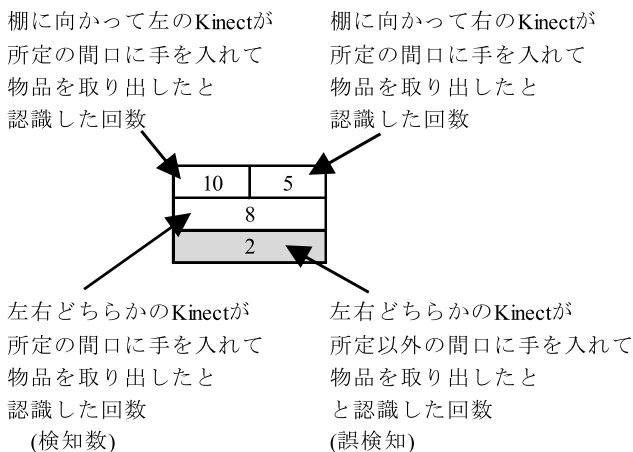 棚に向かって左のKinectが
所定の間口に手を入れて
物品を取り出したと
認識した回数
棚に向かって右のKinectが
所定の間口に手を入れて
物品を取り出したと
認識した回数
10 5
8
2
左右どちらかのKinectが
所定の間口に手を入れて
物品を取り出したと
認識した回数
(検知数)
左右どちらかのKinectが
所定以外の間口に手を入れて
物品を取り出したと
と認識した回数
(誤検知)